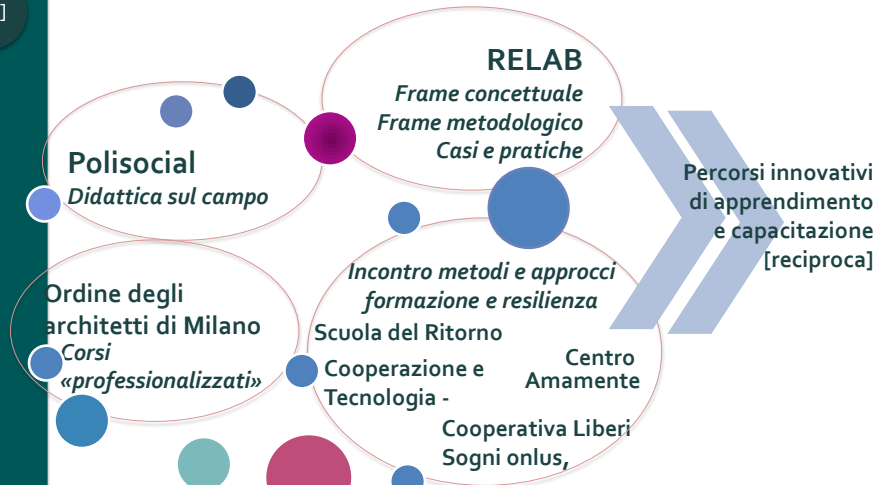 ]
RELAB
Frame concettuale
Frame metodologico
Casi e pratiche
Polisocial
Didattica sul campo
Percorsi innovativi
di apprendimento
e capacitazione
[reciproca]
Incontro metodi e approcci
formazione e resilienza
Scuola del Ritorno
Cooperazione e
Tecnologia -
Centro
Amamente
Cooperativa Liberi
Sogni onlus,
Ordine degli
architetti di Milano
Corsi
«professionalizzati»